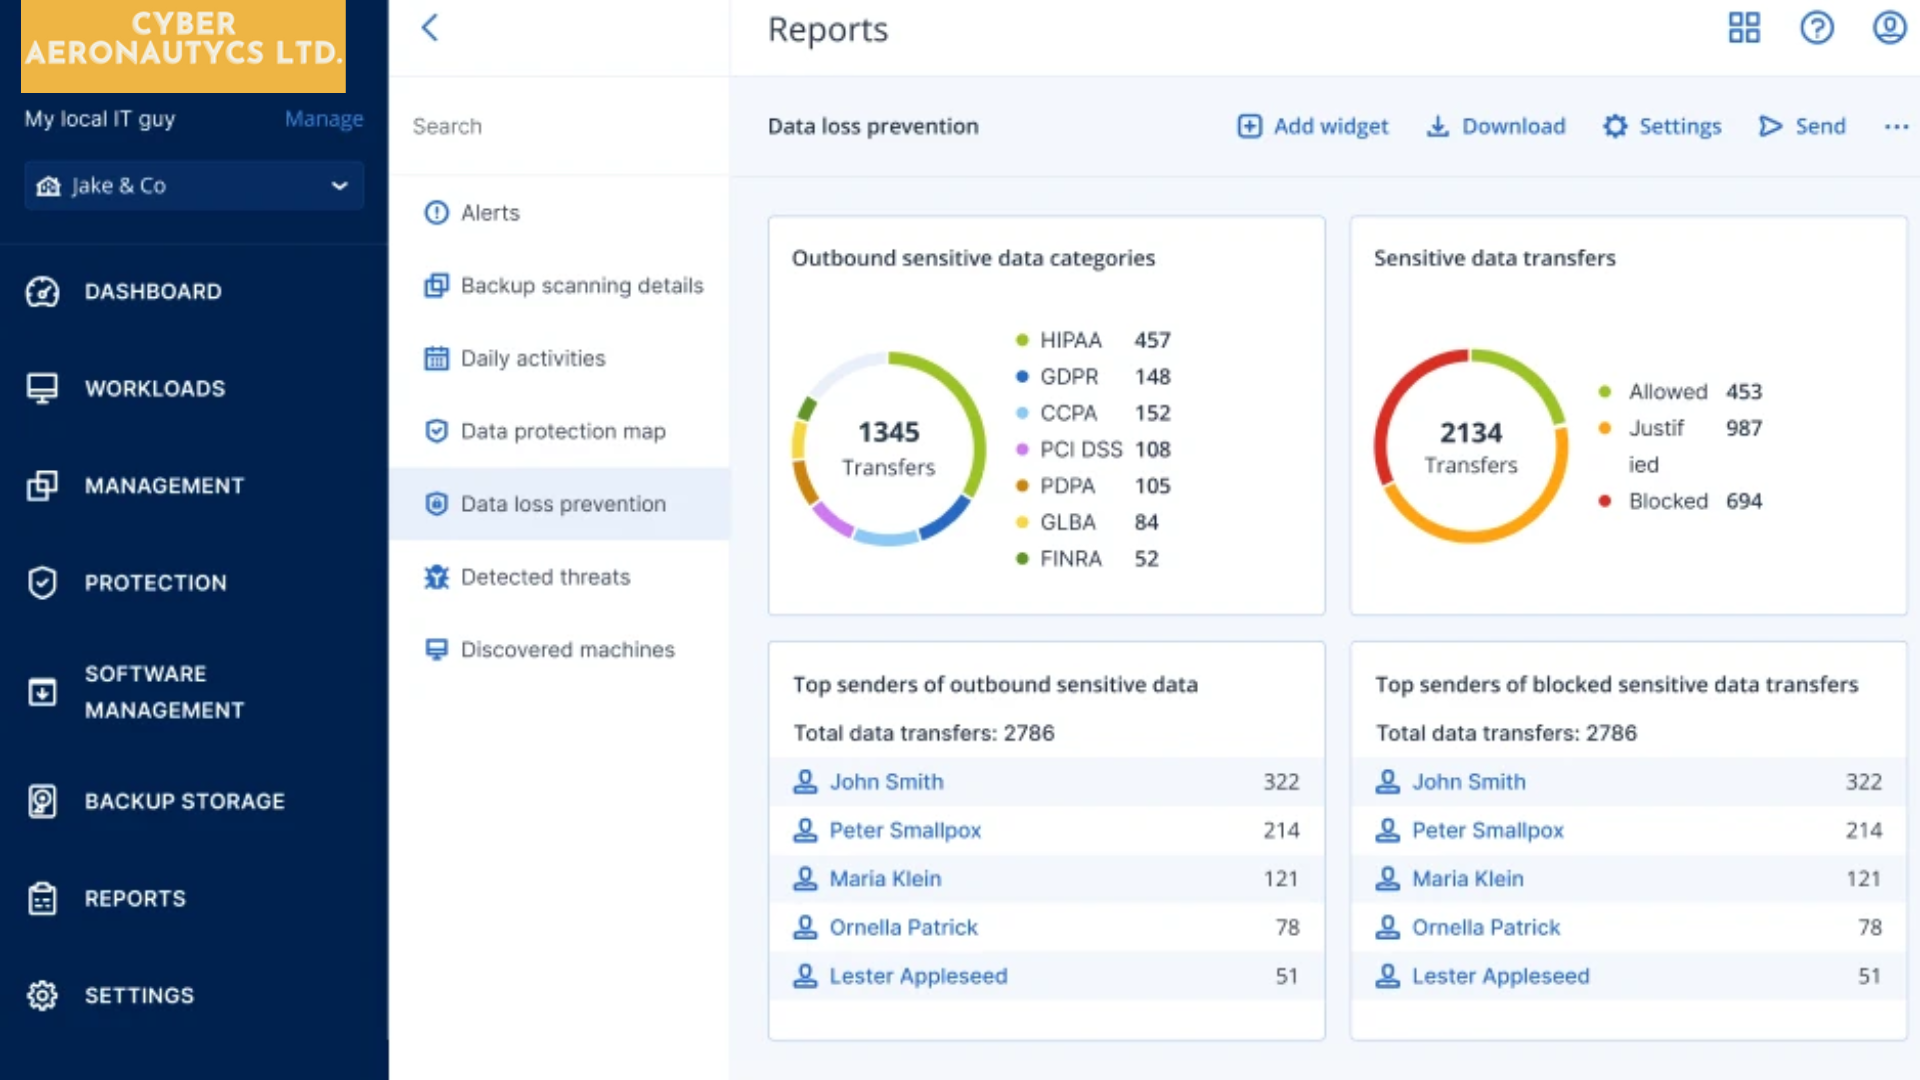 CYBER
AERONAUTYCS LTD.
My local IT guy
Manage
Jake & Co
DASHBOARD
WORKLOADS
MANAGEMENT
PROTECTION
SOFTWARE
MANAGEMENT
BACKUP STORAGE
REPORTS
SETTINGS
Search
Alerts
Backup scanning details
Daily activities
Data protection map
Data loss prevention
Detected threats
Discovered machines
Reports
Data loss prevention
Add widget
Download
Settings
Send
Outbound sensitive data categories
1345
Transfers
HIPAA 457
GDPR 148
CCPA 152
PCI DSS 108
PDPA 105
GLBA 84
FINRA 52
Sensitive data transfers
2134
Transfers
Allowed 453
Justif 987
ied
Blocked 694
Top senders of outbound sensitive data
Total data transfers: 2786
John Smith 322
Peter Smallpox 214
Maria Klein 121
Ornella Patrick 78
Lester Appleseed 51
Top senders of blocked sensitive data transfers
Total data transfers: 2786
John Smith 322
Peter Smallpox 214
Maria Klein 121
Ornella Patrick 78
Lester Appleseed 51